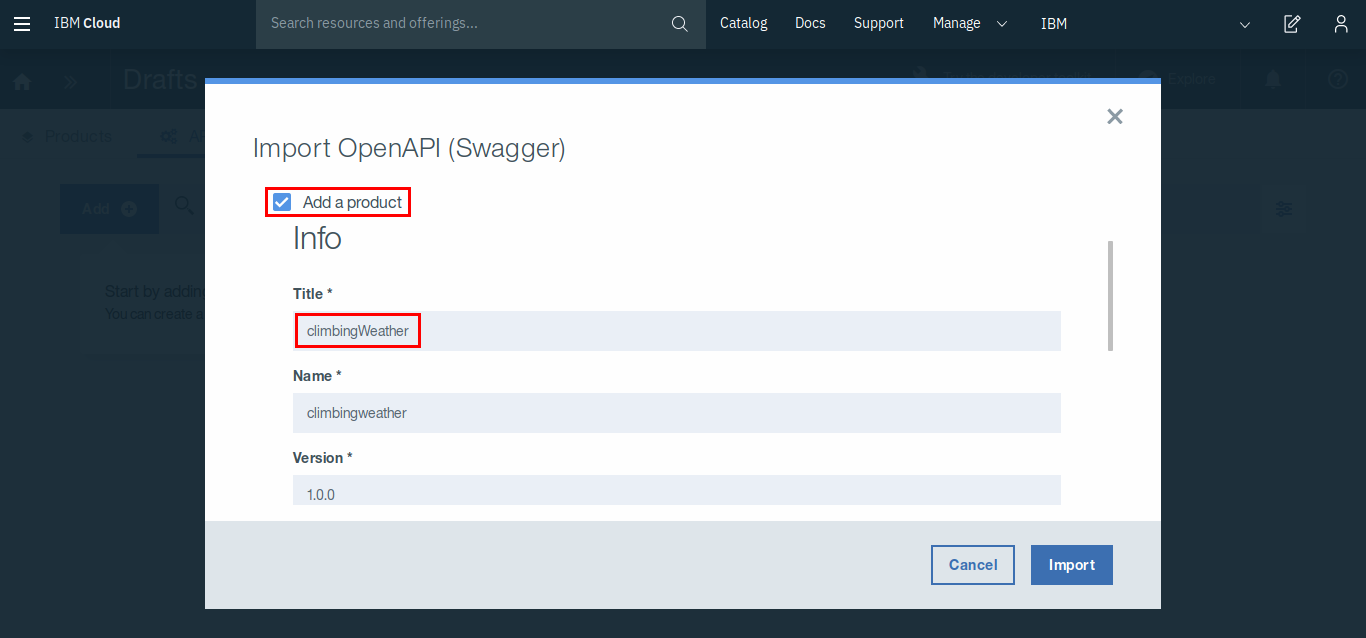 IBM Cloud
Search resources and offerings...
Catalog
Docs
Support
Manage
IBM
Drafts
Explore
Products
Add
Start by adding
You can create a
Import OpenAPI (Swagger)
Add a product
Info
Title *
climbingWeather
Name *
climbingweather
Version *
1.0.0
Cancel
Import